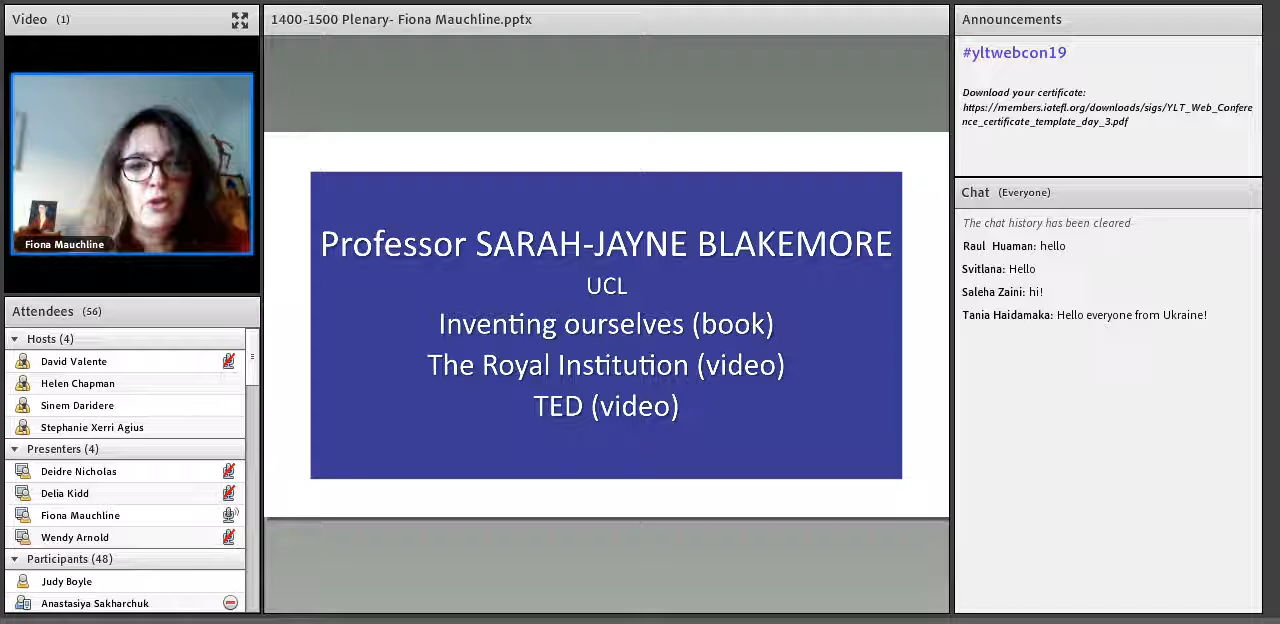 Video (1)
Fiona Mauchline
Attendees (56)
Hosts (4)
David Valente
Helen Chapman
Sinem Daridere
Stephanie Xerri Agius
Presenters (4)
Deidre Nicholas
Delia Kidd
Fiona Mauchline
Wendy Arnold
Participants (48)
Judy Boyle
Anastasiya Sakharchuk
1400-1500 Plenary- Fiona Mauchline.pptx
Professor SARAH-JAYNE BLAKEMORE
UCL
Inventing ourselves (book)
The Royal Institution (video)
TED (video)
Announcements
#yltwebcon19
Download your certificate:
https://members.iatefl.org/downloads/sigs/YLT_Web_Confere
nce_certificate_template_day_3.pdf
Chat (Everyone)
The chat history has been cleared
Raul Huaman: hello
Svitlana: Hello
Saleha Zaini: hi!
Tania Haidamaka: Hello everyone from Ukraine!